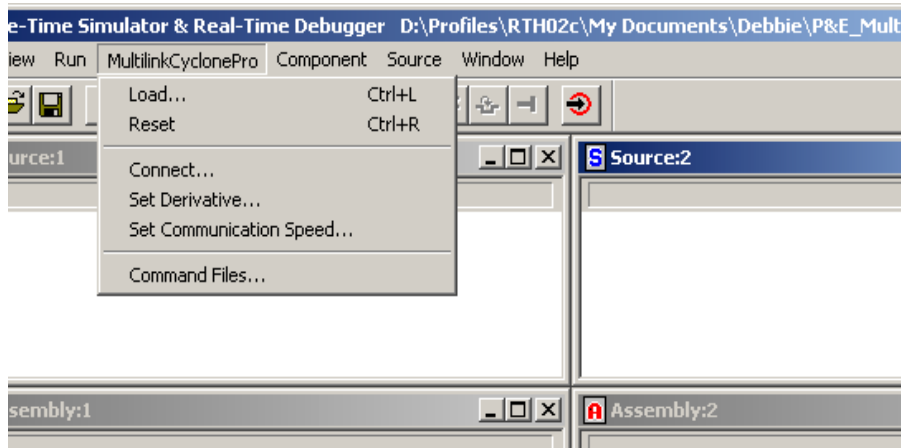 e-Time Simulator & Real-Time Debugger D:\Profiles\RTH02c\My Documents\Debbie\P&E_Mult
iew Run MultilinkCyclonePro Component Source Window Help
Load... Ctrl+L
Reset Ctrl+R
Connect...
Set Derivative...
Set Communication Speed...
Command Files...
urce:1
S Source:2
sembly:1
A Assembly:2